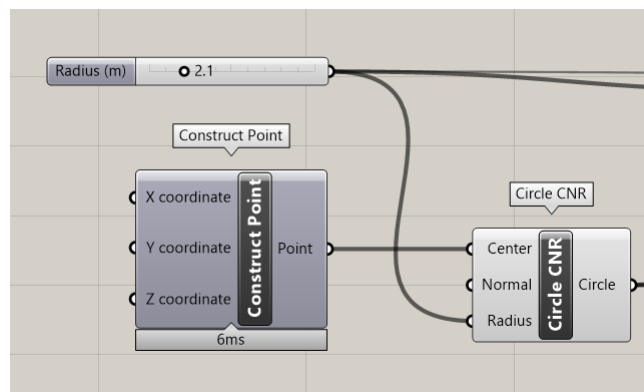 Radius (m) 2.1
Construct Point
X coordinate
Y coordinate
Z coordinate
Construct Point
Point
6ms
Circle CNR
Center
Normal
Radius
Circle CNR
Circle